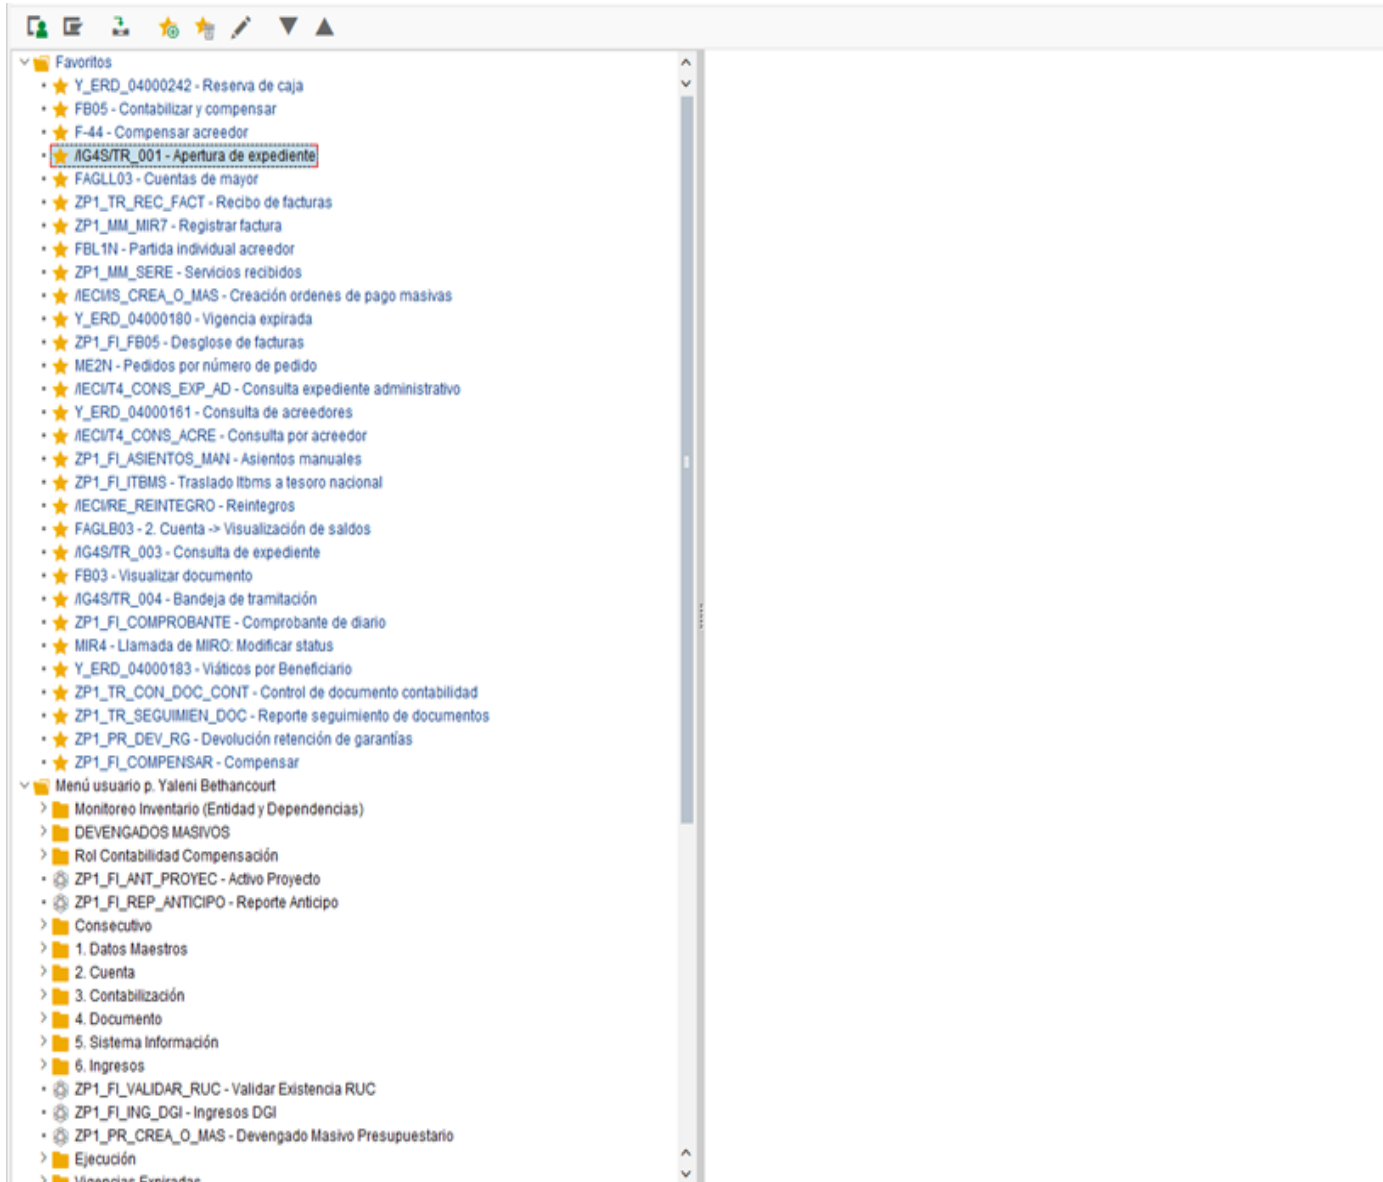 Favoritos
Y_ERD_04000242 - Reserva de caja
FB05 - Contabilizar y compensar
F-44 - Compensar acreedor
/IG4S/TR_001 - Apertura de expediente
FAGLL03 - Cuentas de mayor
ZP1_TR_REC_FACT - Recibo de facturas
ZP1_MM_MIR7 - Registrar factura
FBL1N - Partida individual acreedor
ZP1_MM_SERE - Servicios recibidos
/IECI/IS_CREA_O_MAS - Creación ordenes de pago masivas
Y_ERD_04000180 - Vigencia expirada
ZP1_FI_FB05 - Desglose de facturas
ME2N - Pedidos por número de pedido
/IECI/T4_CONS_EXP_AD - Consulta expediente administrativo
Y_ERD_04000161 - Consulta de acreedores
/IECI/T4_CONS_ACRE - Consulta por acreedor
ZP1_FI_ASIENTOS_MAN - Asientos manuales
ZP1_FI_ITBMS - Traslado Itbms a tesoro nacional
/IECI/RE_REINTEGRO - Reintegros
FAGLB03 - 2. Cuenta -> Visualización de saldos
/IG4S/TR_003 - Consulta de expediente
FB03 - Visualizar documento
/IG4S/TR_004 - Bandeja de tramitación
ZP1_FI_COMPROBANTE - Comprobante de diario
MIR4 - Llamada de MIRO: Modificar status
Y_ERD_04000183 - Viáticos por Beneficiario
ZP1_TR_CON_DOC_CONT - Control de documento contabilidad
ZP1_TR_SEGUIMIEN_DOC - Reporte seguimiento de documentos
ZP1_PR_DEV_RG - Devolución retención de garantías
ZP1_FI_COMPENSAR - Compensar
Menú usuario p. Yaleni Bethancourt
Monitoreo Inventario (Entidad y Dependencias)
DEVENGADOS MASIVOS
Rol Contabilidad Compensación
ZP1_FI_ANT_PROYEC - Activo Proyecto
ZP1_FI_REP_ANTICIPO - Reporte Anticipo
Consecutivo
1. Datos Maestros
2. Cuenta
3. Contabilización
4. Documento
5. Sistema Información
6. Ingresos
ZP1_FI_VALIDAR_RUC - Validar Existencia RUC
ZP1_FI_ING_DGI - Ingresos DGI
ZP1_PR_CREA_O_MAS - Devengado Masivo Presupuestario
Ejecución
Vigencias Expiradas